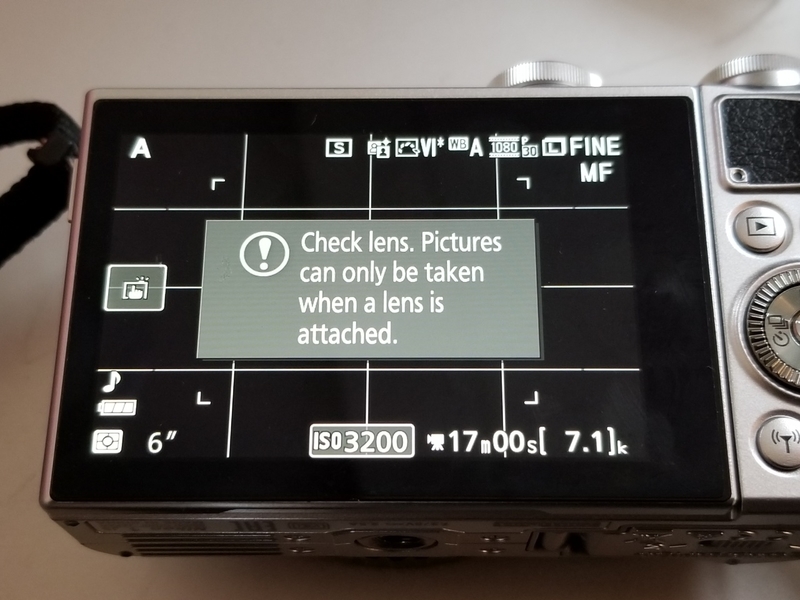 A S VI* WB A 1080 P 30 L FINE
MF
! Check lens. Pictures
can only be taken
when a lens is
attached.
6" ISO 3200 17m00s[ 7.1]k